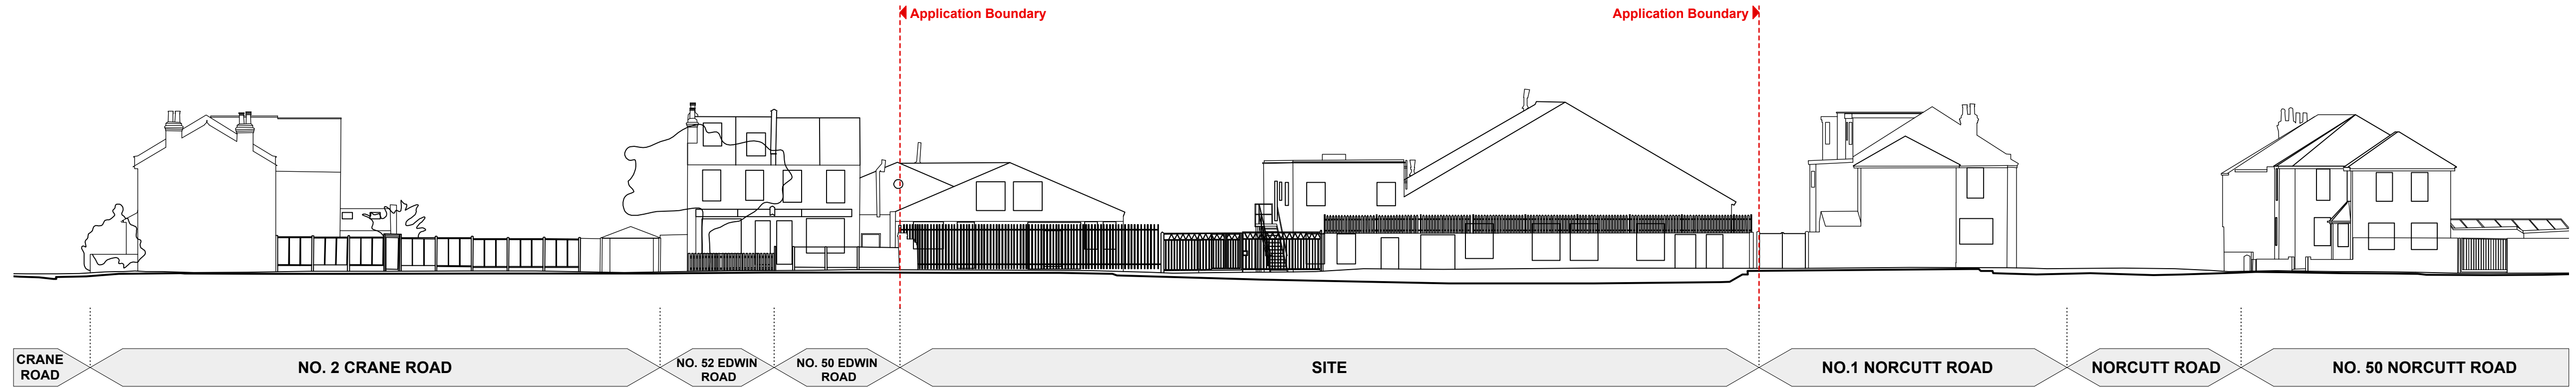 Application Boundary
Application Boundary
CRANE
ROAD
NO. 2 CRANE ROAD
NO. 52 EDWIN
ROAD
NO. 50 EDWIN
ROAD
SITE
NO.1 NORCUTT ROAD
NORCUTT ROAD
NO. 50 NORCUTT ROAD